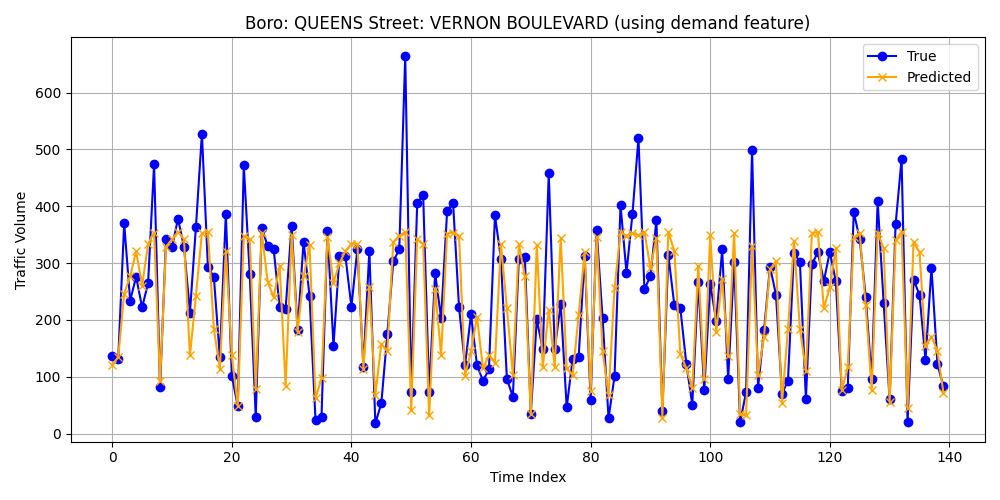 Boro: QUEENS Street: VERNON BOULEVARD (using demand feature)
True
Predicted
Traffic Volume
600
500
400
300
200
100
0
0 20 40 60 80 100 120 140
Time Index